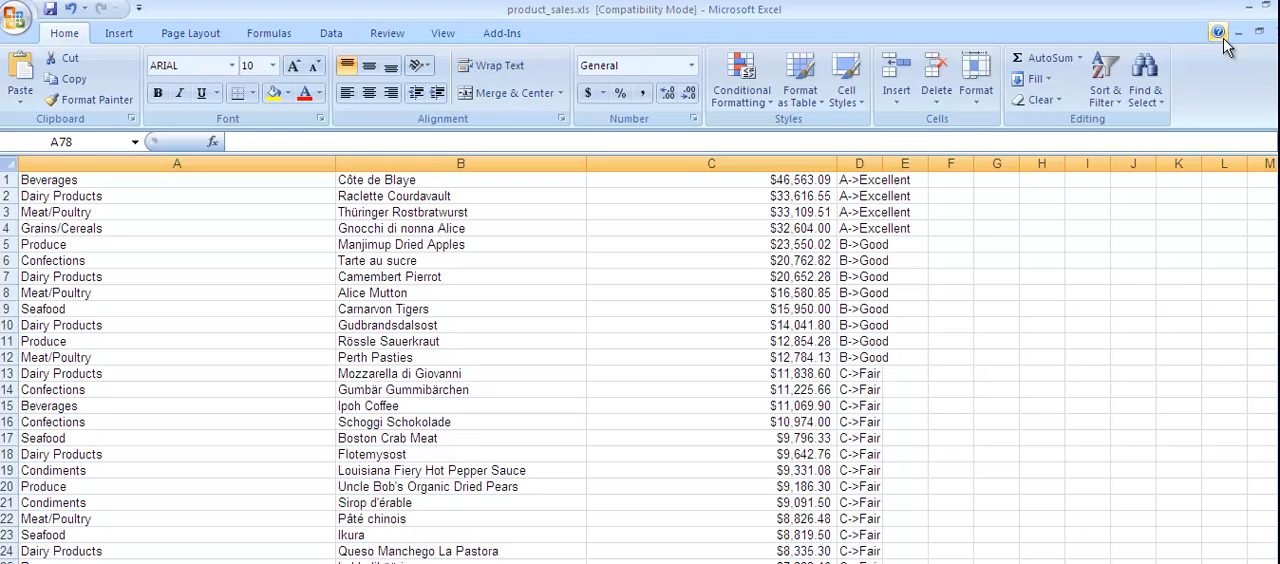 product_sales.xls [Compatibility Mode] - Microsoft Excel
Home Insert Page Layout Formulas Data Review View Add-Ins
Cut
Copy
Format Painter
Paste
Clipboard
ARIAL 10
B I U
Font
Wrap Text
Merge & Center
Alignment
General
$ % ,
Number
Conditional Formatting
Format as Table
Cell Styles
Styles
Insert Delete Format
Cells
Σ AutoSum
Fill
Clear
Sort & Filter
Find & Select
Editing
A78 fx
A B C D E F G H I J K L M
1 Beverages Côte de Blaye $46,563.09 A->Excellent
2 Dairy Products Raclette Courdavault $33,616.55 A->Excellent
3 Meat/Poultry Thüringer Rostbratwurst $33,109.51 A->Excellent
4 Grains/Cereals Gnocchi di nonna Alice $32,604.00 A->Excellent
5 Produce Manjimup Dried Apples $23,550.02 B->Good
6 Confections Tarte au sucre $20,762.82 B->Good
7 Dairy Products Camembert Pierrot $20,652.28 B->Good
8 Meat/Poultry Alice Mutton $16,580.85 B->Good
9 Seafood Carnarvon Tigers $15,950.00 B->Good
10 Dairy Products Gudbrandsdalsost $14,041.80 B->Good
11 Produce Rössle Sauerkraut $12,854.28 B->Good
12 Meat/Poultry Perth Pasties $12,784.13 B->Good
13 Dairy Products Mozzarella di Giovanni $11,838.60 C->Fair
14 Confections Gumbär Gummibärchen $11,225.66 C->Fair
15 Beverages Ipoh Coffee $11,069.90 C->Fair
16 Confections Schoggi Schokolade $10,974.00 C->Fair
17 Seafood Boston Crab Meat $9,796.33 C->Fair
18 Dairy Products Flotemysost $9,642.76 C->Fair
19 Condiments Louisiana Fiery Hot Pepper Sauce $9,331.08 C->Fair
20 Produce Uncle Bob's Organic Dried Pears $9,186.30 C->Fair
21 Condiments Sirop d'érable $9,091.50 C->Fair
22 Meat/Poultry Pâté chinois $8,826.48 C->Fair
23 Seafood Ikura $8,819.50 C->Fair
24 Dairy Products Queso Manchego La Pastora $8,335.30 C->Fair